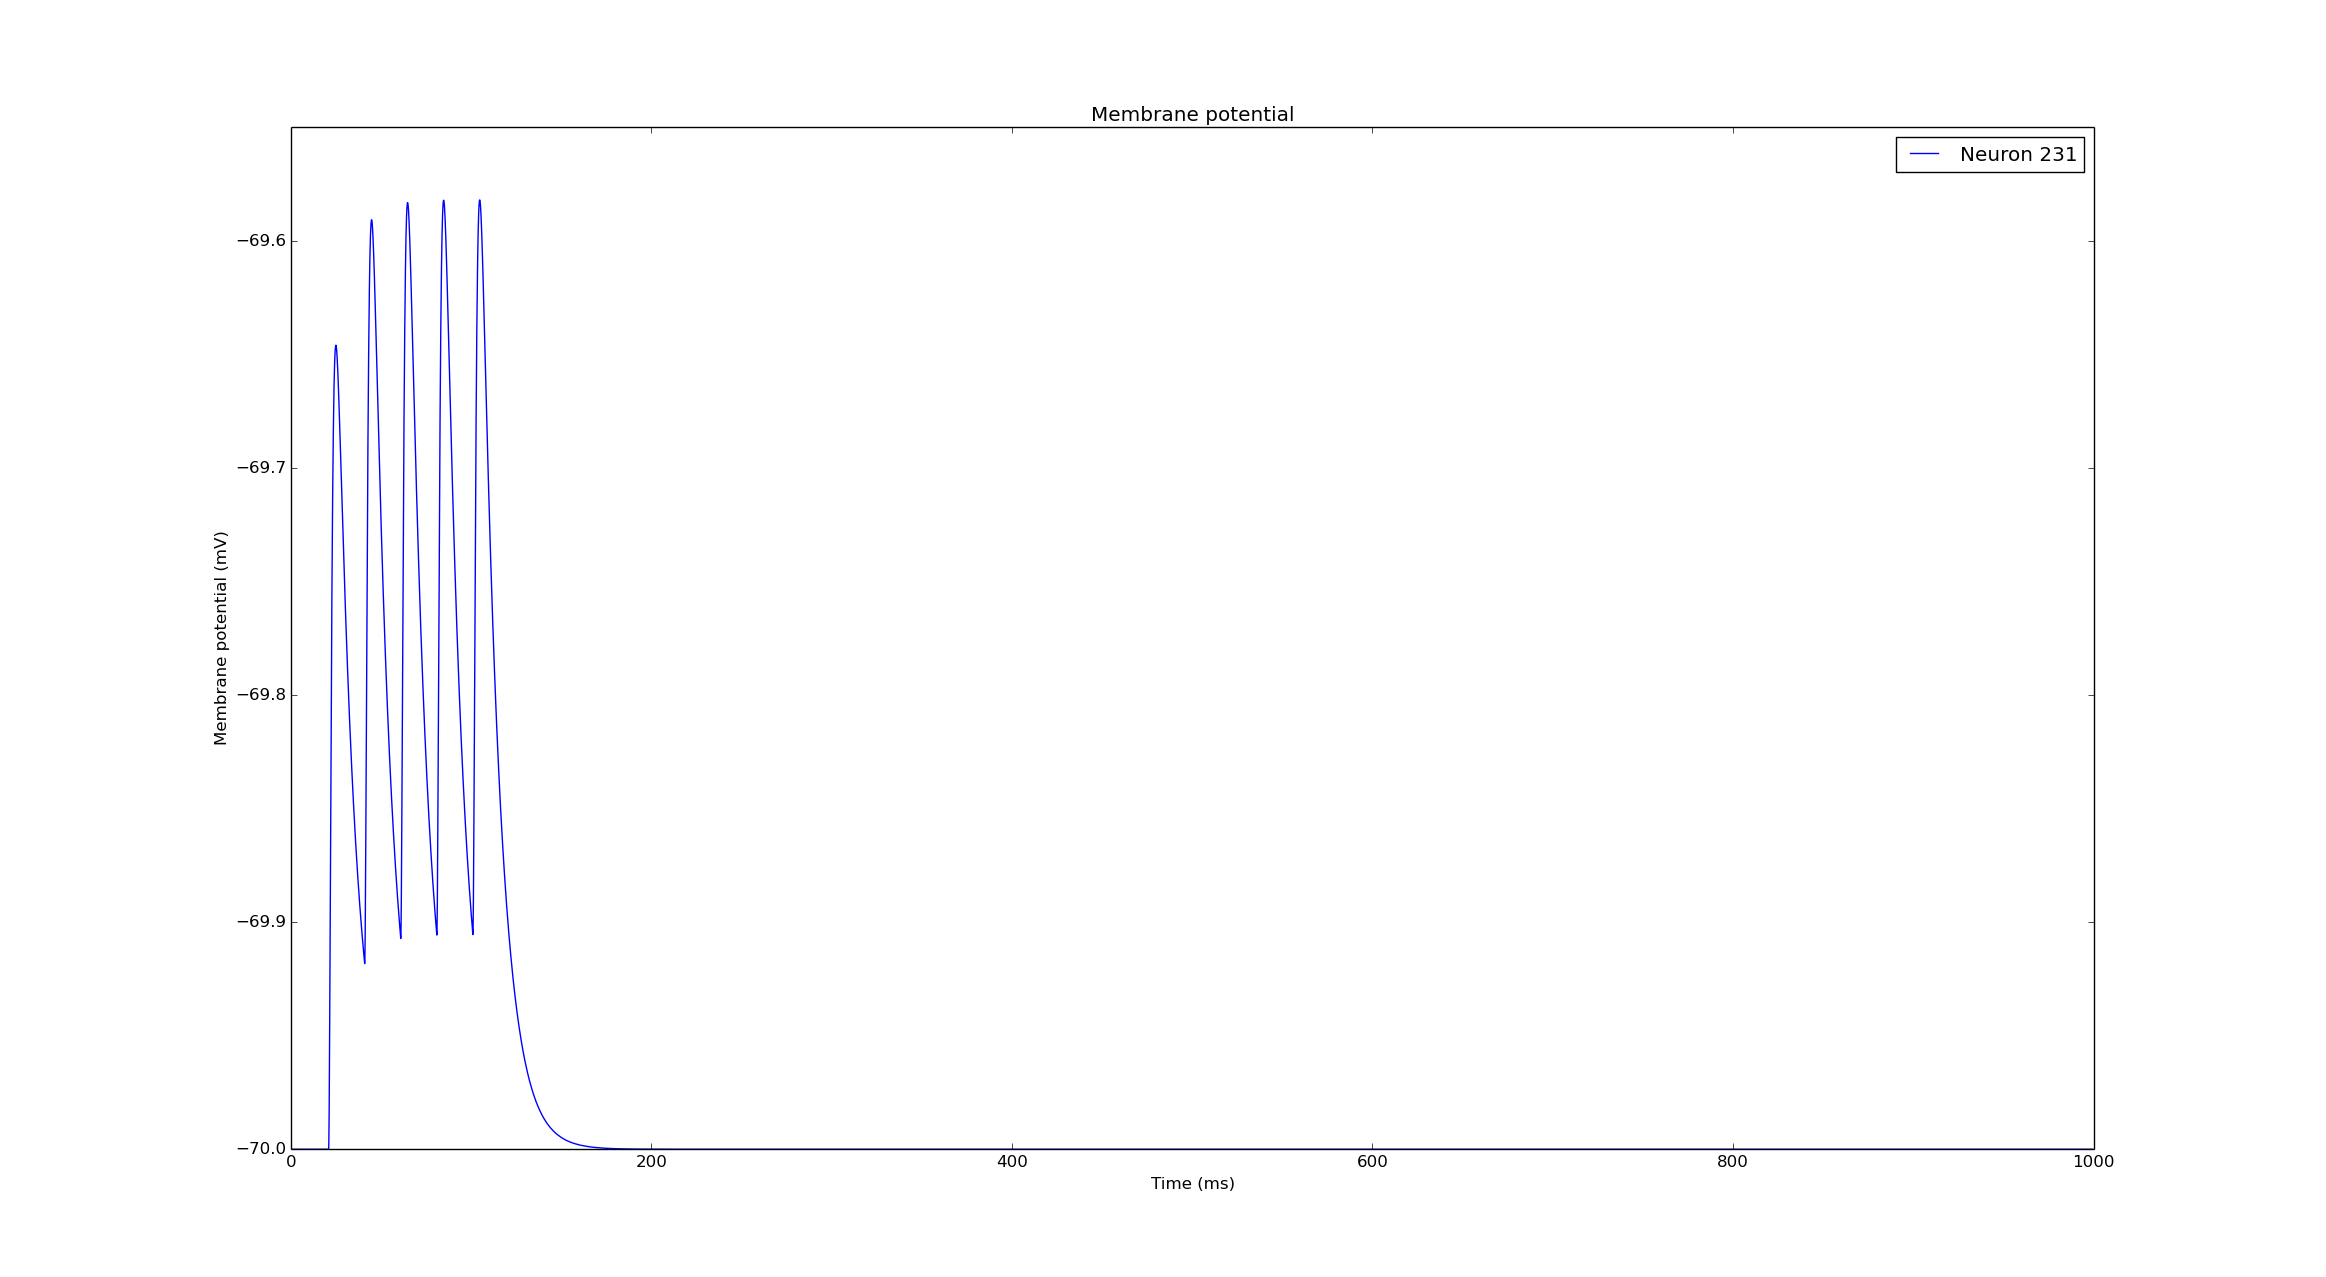 Membrane potential
Neuron 231
−69.6
−69.7
−69.8
−69.9
−70.0
Membrane potential (mV)
0 200 400 600 800 1000
Time (ms)